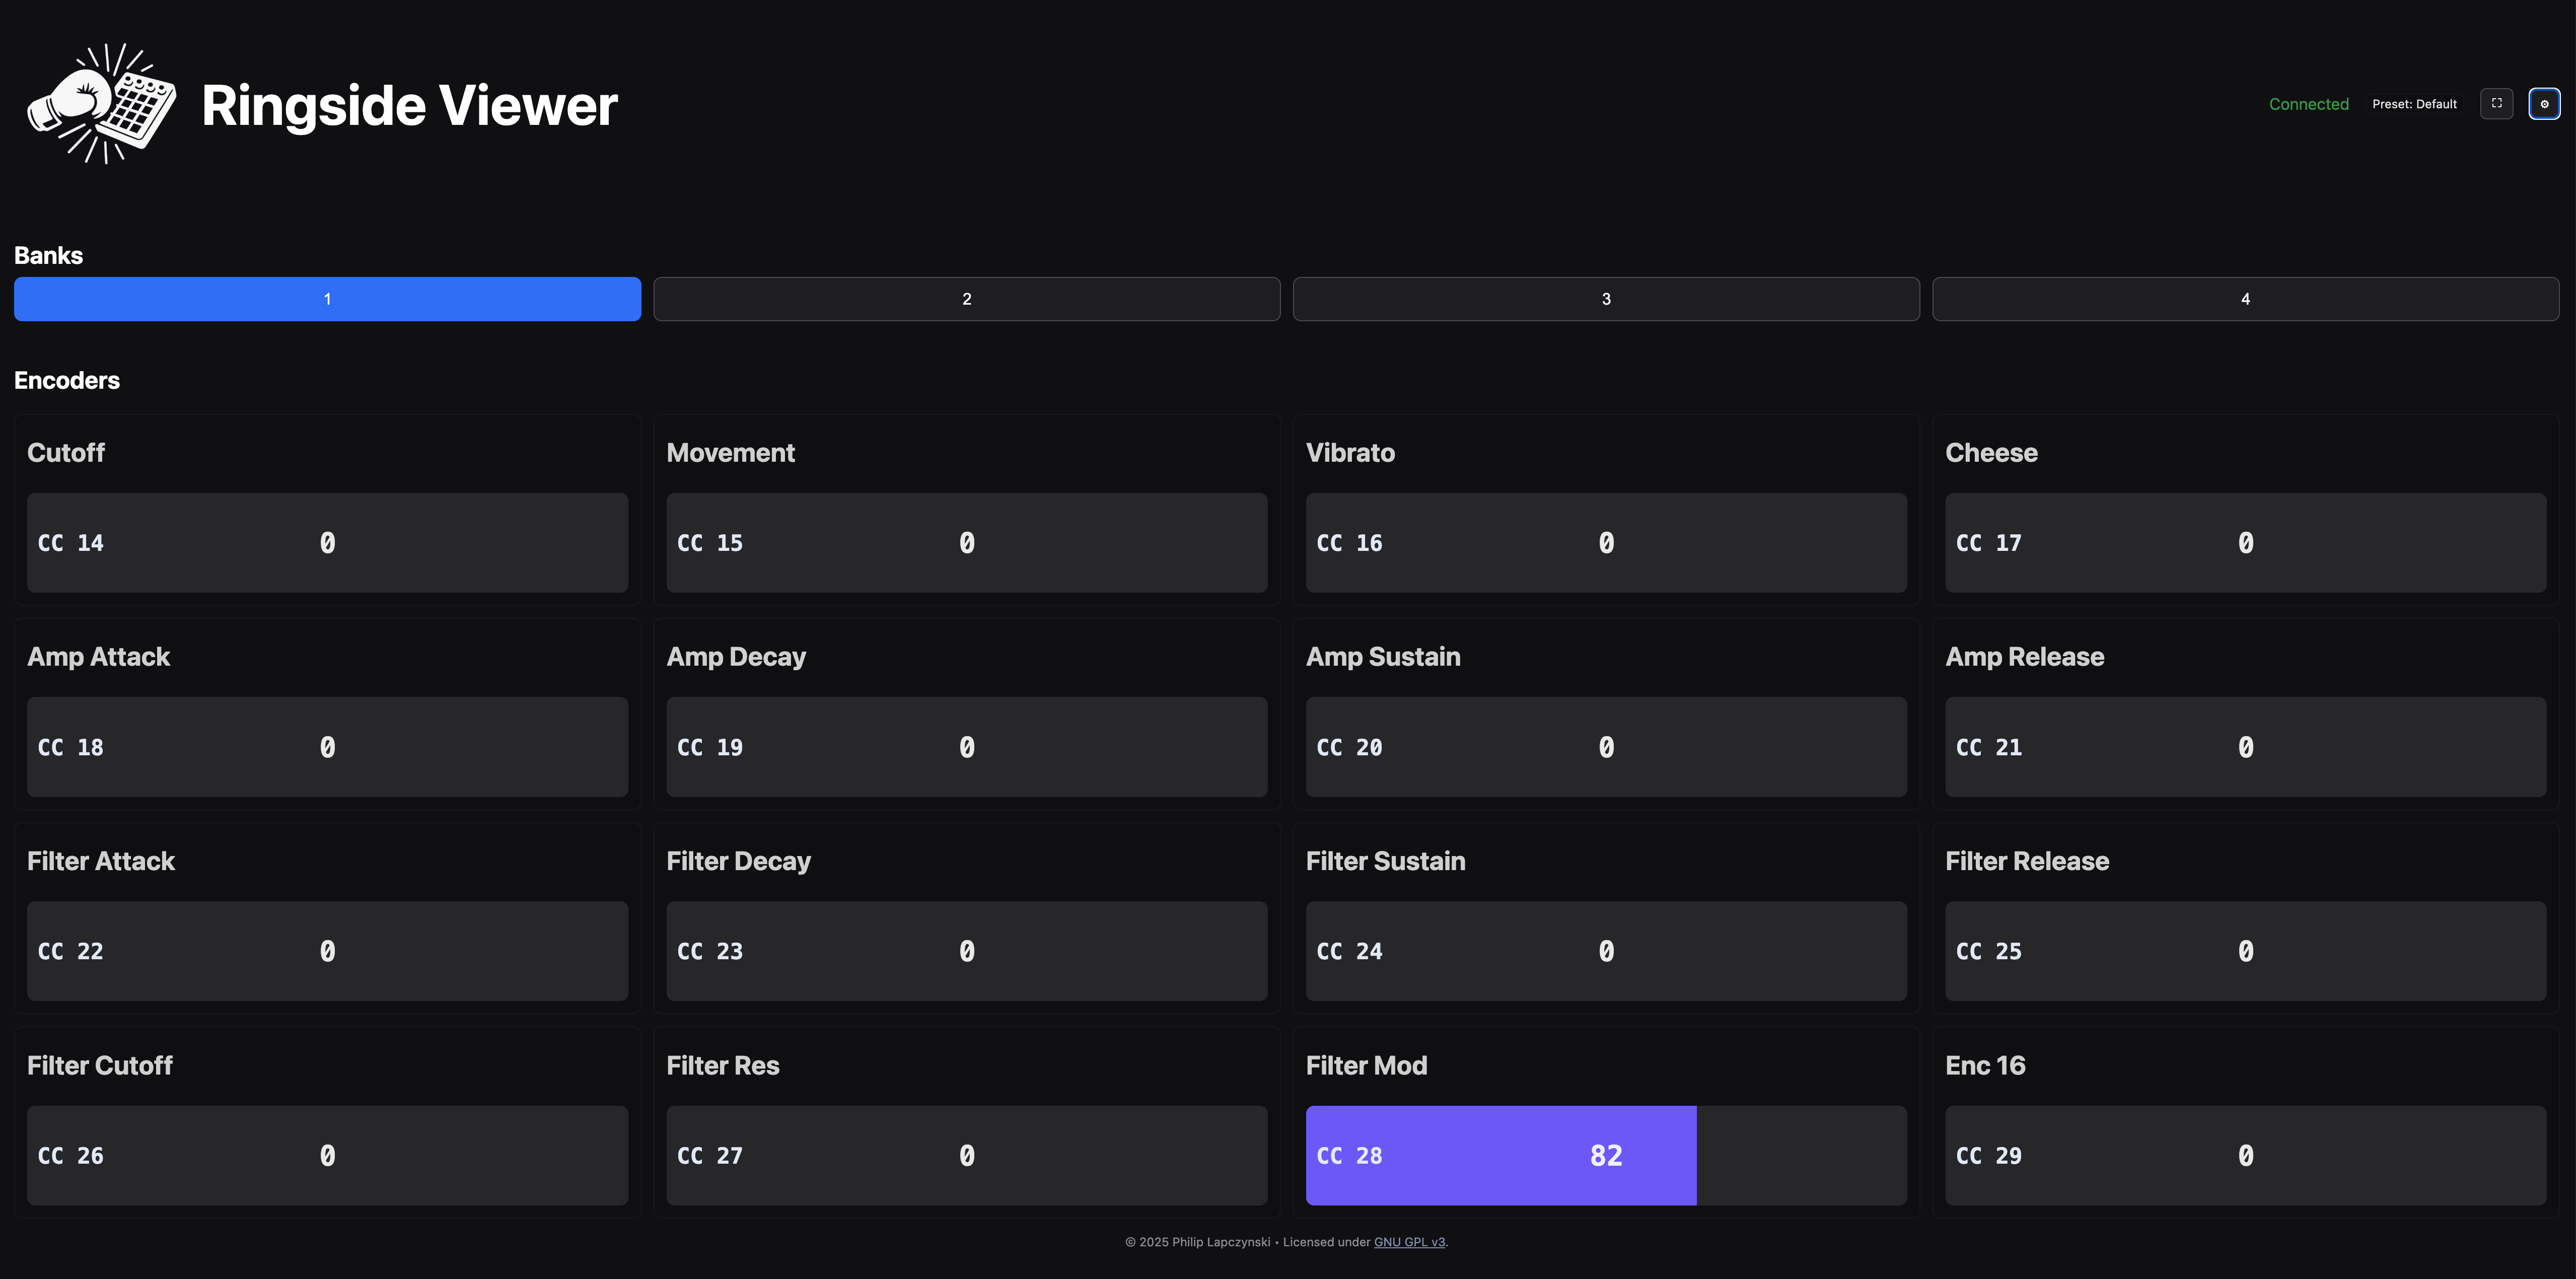 Ringside Viewer
Connected Preset: Default
Banks
1 2 3 4
Encoders
Cutoff Movement Vibrato Cheese
CC 14 0 CC 15 0 CC 16 0 CC 17 0
Amp Attack Amp Decay Amp Sustain Amp Release
CC 18 0 CC 19 0 CC 20 0 CC 21 0
Filter Attack Filter Decay Filter Sustain Filter Release
CC 22 0 CC 23 0 CC 24 0 CC 25 0
Filter Cutoff Filter Res Filter Mod Enc 16
CC 26 0 CC 27 0 CC 28 82 CC 29 0
© 2025 Philip Lapczynski • Licensed under GNU GPL v3.